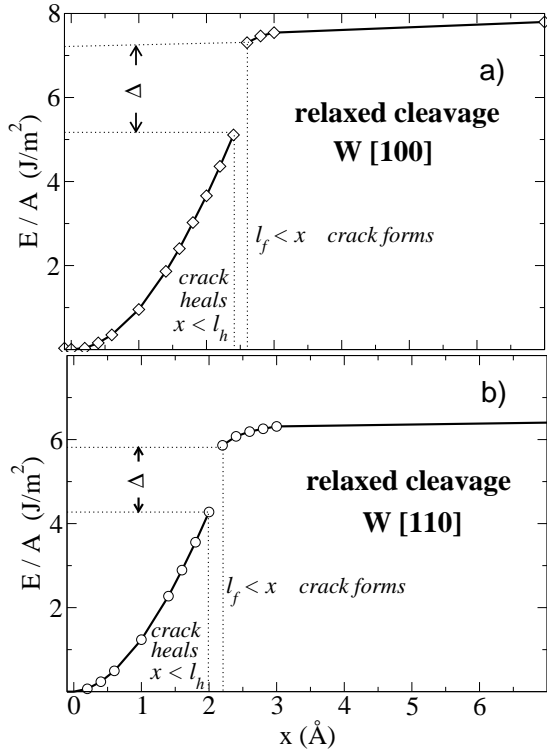 8
6
4
2
E / A (J/m²)
Δ
a)
relaxed cleavage
W [100]
l_f < x crack forms
crack
heals
x < l_h
b)
6
4
2
E / A (J/m²)
Δ
relaxed cleavage
W [110]
l_f < x crack forms
crack
heals
x < l_h
0 1 2 3 4 5 6 7
x (Å)